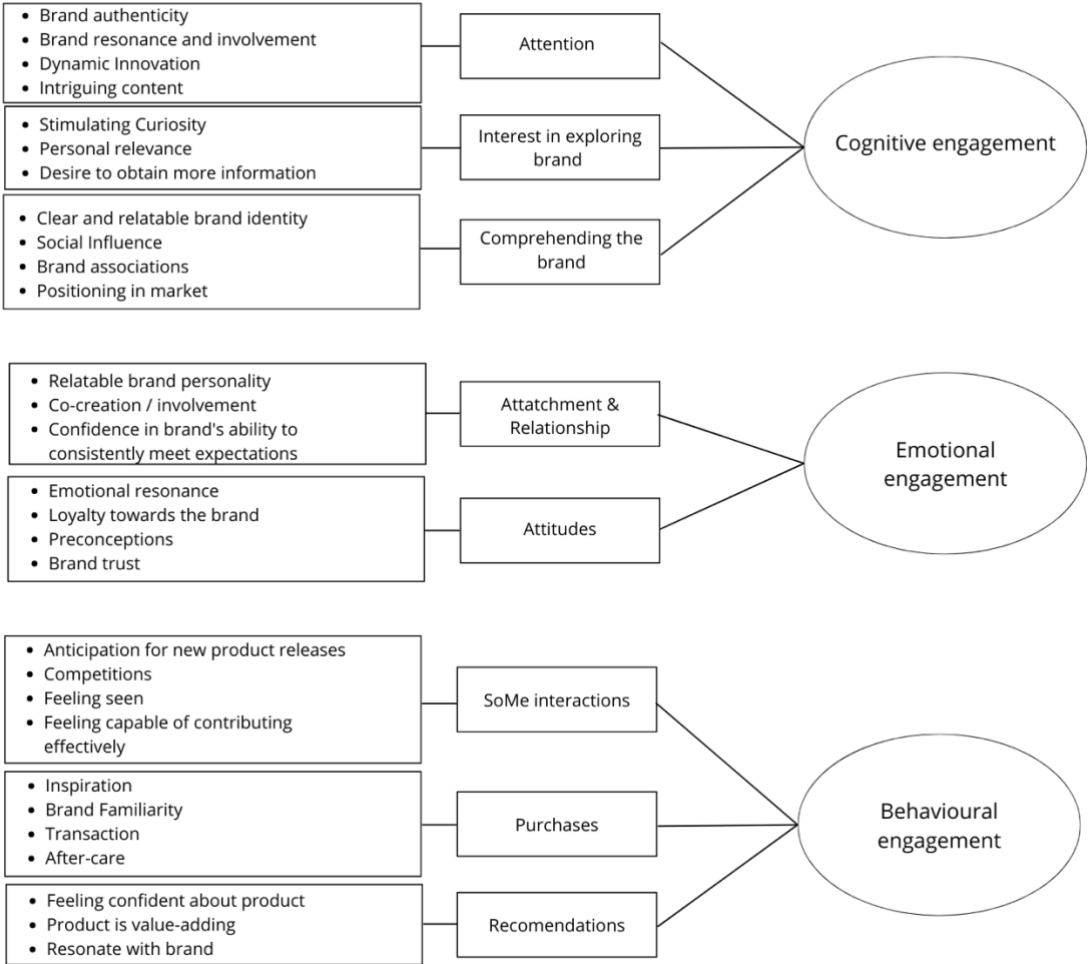 • Brand authenticity
• Brand resonance and involvement
• Dynamic Innovation
• Intriguing content
Attention
• Stimulating Curiosity
• Personal relevance
• Desire to obtain more information
Interest in exploring
brand
• Clear and relatable brand identity
• Social Influence
• Brand associations
• Positioning in market
Comprehending the
brand
Cognitive engagement
• Relatable brand personality
• Co-creation / involvement
• Confidence in brand's ability to
consistently meet expectations
Attatchment &
Relationship
• Emotional resonance
• Loyalty towards the brand
• Preconceptions
• Brand trust
Attitudes
Emotional
engagement
• Anticipation for new product releases
• Competitions
• Feeling seen
• Feeling capable of contributing
effectively
SoMe interactions
• Inspiration
• Brand Familiarity
• Transaction
• After-care
Purchases
• Feeling confident about product
• Product is value-adding
• Resonate with brand
Recomendations
Behavioural
engagement